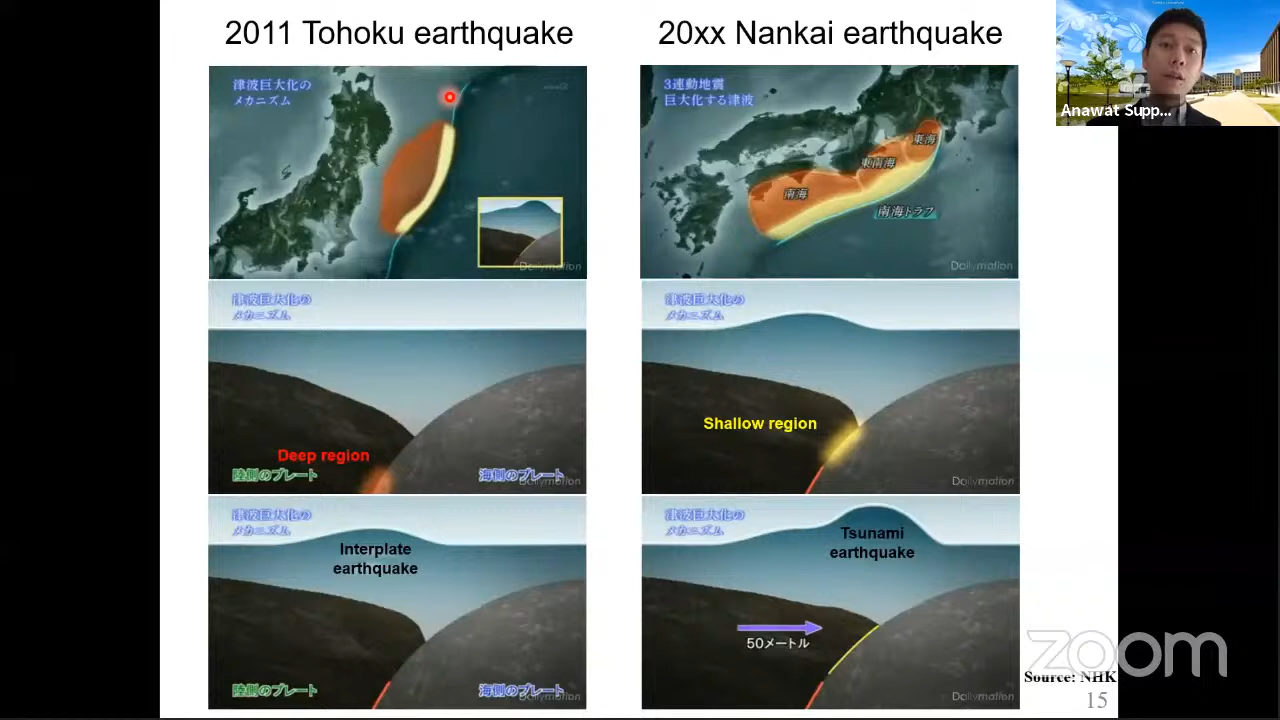 2011 Tohoku earthquake
20xx Nankai earthquake
津波巨大化の
メカニズム
Dailymotion
3連動地震
巨大化する津波
東海
東南海
南海
南海トラフ
Dailymotion
津波巨大化の
メカニズム
Deep region
陸側のプレート
海側のプレート
Dailymotion
津波巨大化の
メカニズム
Shallow region
Dailymotion
津波巨大化の
メカニズム
Interplate
earthquake
陸側のプレート
海側のプレート
Dailymotion
津波巨大化の
メカニズム
Tsunami
earthquake
50メートル
Dailymotion
Anawat Supp...
zoom
Source: NHK
15